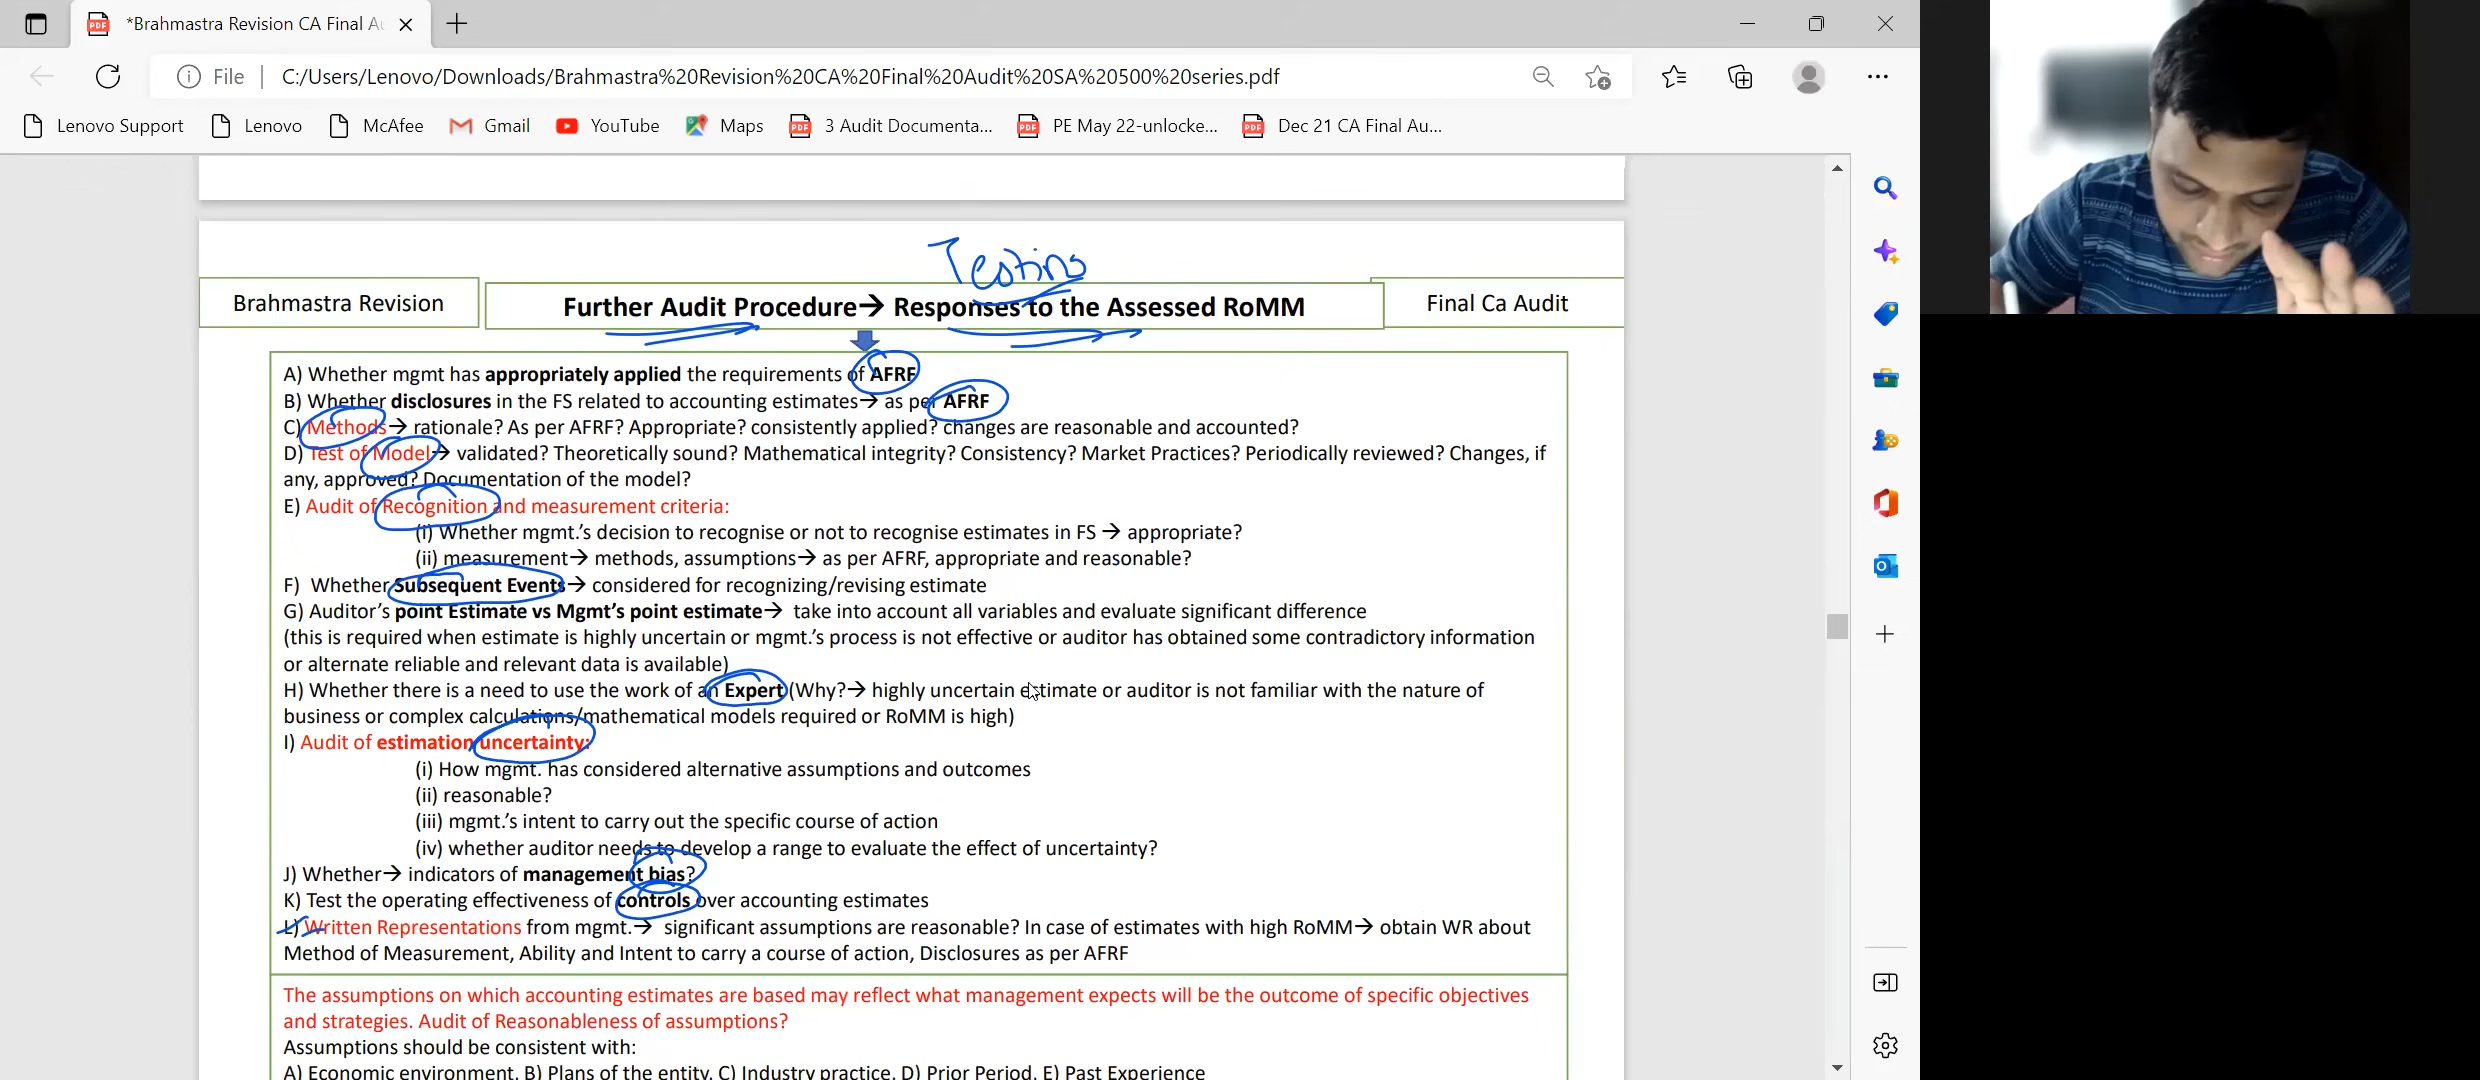 *Brahmastra Revision CA Final Au
File
C:/Users/Lenovo/Downloads/Brahmastra%20Revision%20CA%20Final%20Audit%20SA%20500%20series.pdf
Lenovo Support
Lenovo
McAfee
Gmail
YouTube
Maps
3 Audit Documenta...
PE May 22-unlocke...
Dec 21 CA Final Au...
Testing
Brahmastra Revision
Further Audit Procedure→ Responses to the Assessed RoMM
Final Ca Audit
A) Whether mgmt has appropriately applied the requirements of AFRF
B) Whether disclosures in the FS related to accounting estimates→ as per AFRF
C) Methods→ rationale? As per AFRF? Appropriate? consistently applied? changes are reasonable and accounted?
D) Test of Model→ validated? Theoretically sound? Mathematical integrity? Consistency? Market Practices? Periodically reviewed? Changes, if
any, approved? Documentation of the model?
E) Audit of Recognition and measurement criteria:
(i) Whether mgmt.’s decision to recognise or not to recognise estimates in FS → appropriate?
(ii) measurement→ methods, assumptions→ as per AFRF, appropriate and reasonable?
F) Whether Subsequent Events→ considered for recognizing/revising estimate
G) Auditor’s point Estimate vs Mgmt’s point estimate→ take into account all variables and evaluate significant difference
(this is required when estimate is highly uncertain or mgmt.’s process is not effective or auditor has obtained some contradictory information
or alternate reliable and relevant data is available)
H) Whether there is a need to use the work of an Expert (Why?→ highly uncertain estimate or auditor is not familiar with the nature of
business or complex calculations/mathematical models required or RoMM is high)
I) Audit of estimation uncertainty:
(i) How mgmt. has considered alternative assumptions and outcomes
(ii) reasonable?
(iii) mgmt.’s intent to carry out the specific course of action
(iv) whether auditor needs to develop a range to evaluate the effect of uncertainty?
J) Whether→ indicators of management bias?
K) Test the operating effectiveness of controls over accounting estimates
L) Written Representations from mgmt.→ significant assumptions are reasonable? In case of estimates with high RoMM→ obtain WR about
Method of Measurement, Ability and Intent to carry a course of action, Disclosures as per AFRF
The assumptions on which accounting estimates are based may reflect what management expects will be the outcome of specific objectives
and strategies. Audit of Reasonableness of assumptions?
Assumptions should be consistent with:
A) Economic environment, B) Plans of the entity, C) Industry practice, D) Prior Period, E) Past Experience